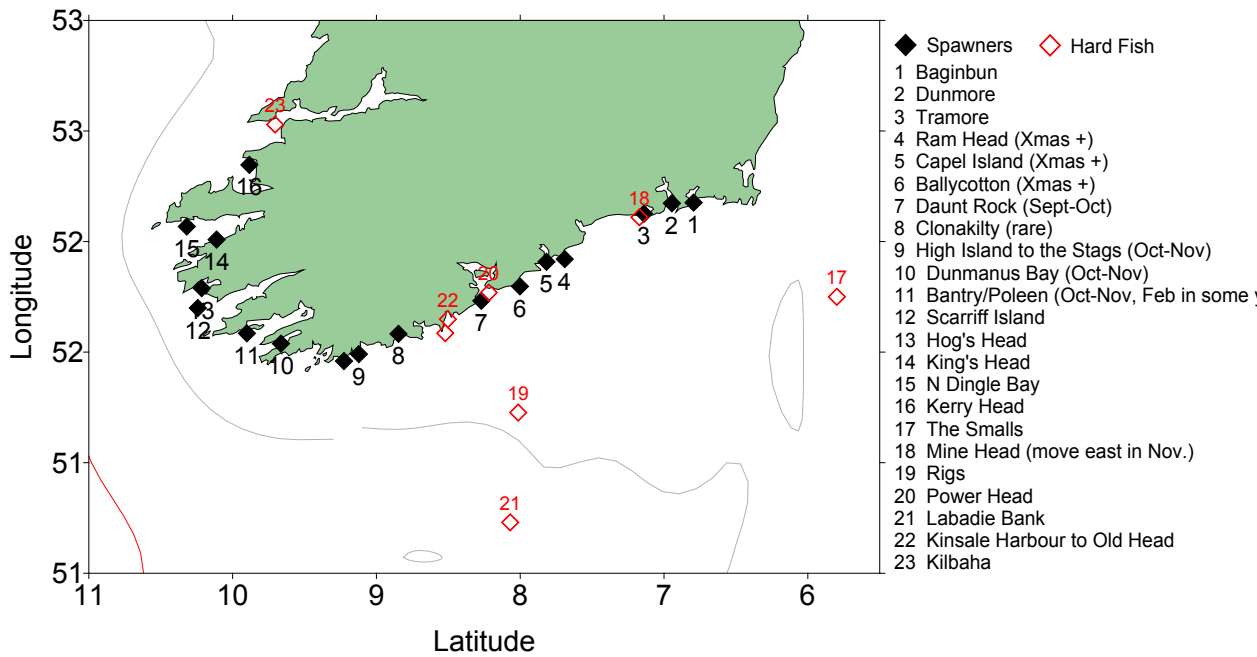 53
53
52
52
51
51
11
10
9
8
7
6
Longitude
Latitude
23
16
15
14
13
12
11
10
9
8
22
7
20
6
5
4
18
3
2
1
17
19
21
Spawners
Hard Fish
1 Baginbun
2 Dunmore
3 Tramore
4 Ram Head (Xmas +)
5 Capel Island (Xmas +)
6 Ballycotton (Xmas +)
7 Daunt Rock (Sept-Oct)
8 Clonakilty (rare)
9 High Island to the Stags (Oct-Nov)
10 Dunmanus Bay (Oct-Nov)
11 Bantry/Poleen (Oct-Nov, Feb in some y
12 Scarriff Island
13 Hog's Head
14 King's Head
15 N Dingle Bay
16 Kerry Head
17 The Smalls
18 Mine Head (move east in Nov.)
19 Rigs
20 Power Head
21 Labadie Bank
22 Kinsale Harbour to Old Head
23 Kilbaha